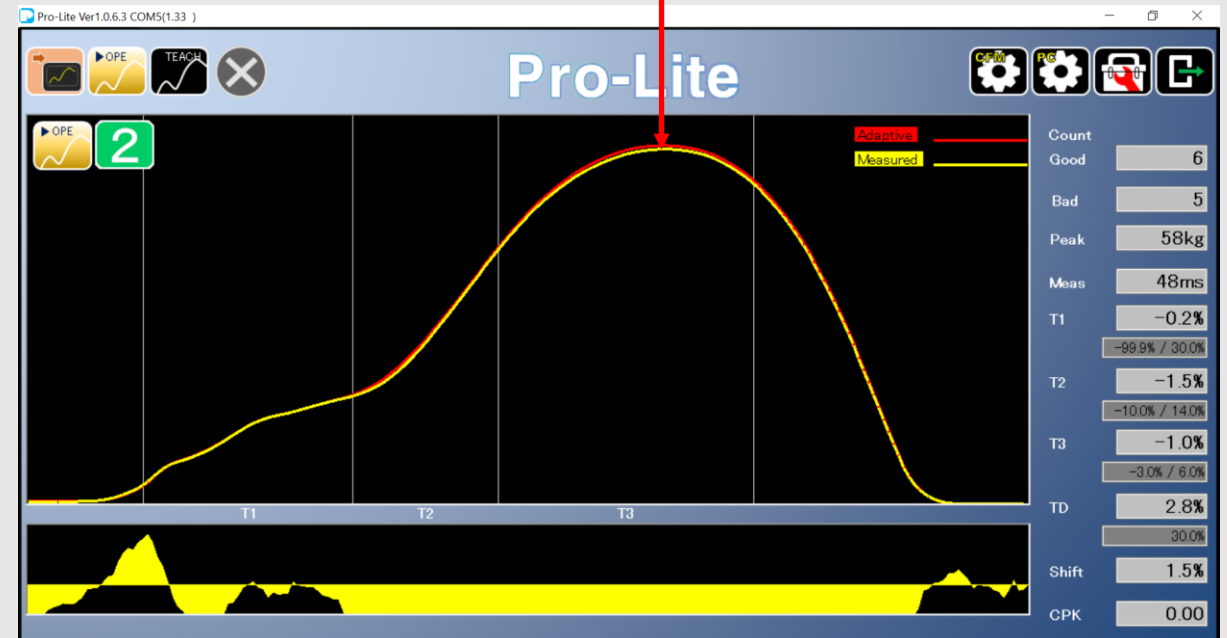 Pro-Lite Ver1.0.6.3 COM5(1.33 )
OPE
TEACH
Pro-Lite
CFM
PC
OPE
2
Adaptive
Measured
Count
Good 6
Bad 5
Peak 58kg
Meas 48ms
T1 -0.2%
-99.9% / 30.0%
T2 -1.5%
-10.0% / 14.0%
T3 -1.0%
-3.0% / 6.0%
TD 2.8%
30.0%
Shift 1.5%
CPK 0.00
T1 T2 T3